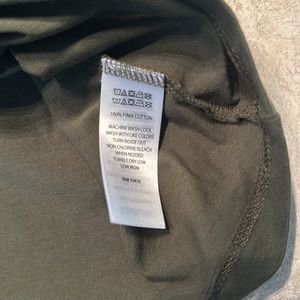 100% PIMA COTTON
MACHINE WASH COOL
WASH WITH LIKE COLORS
TURN INSIDE OUT
NON-CHLORINE BLEACH
WHEN NEEDED
TUMBLE DRY LOW
LOW IRON